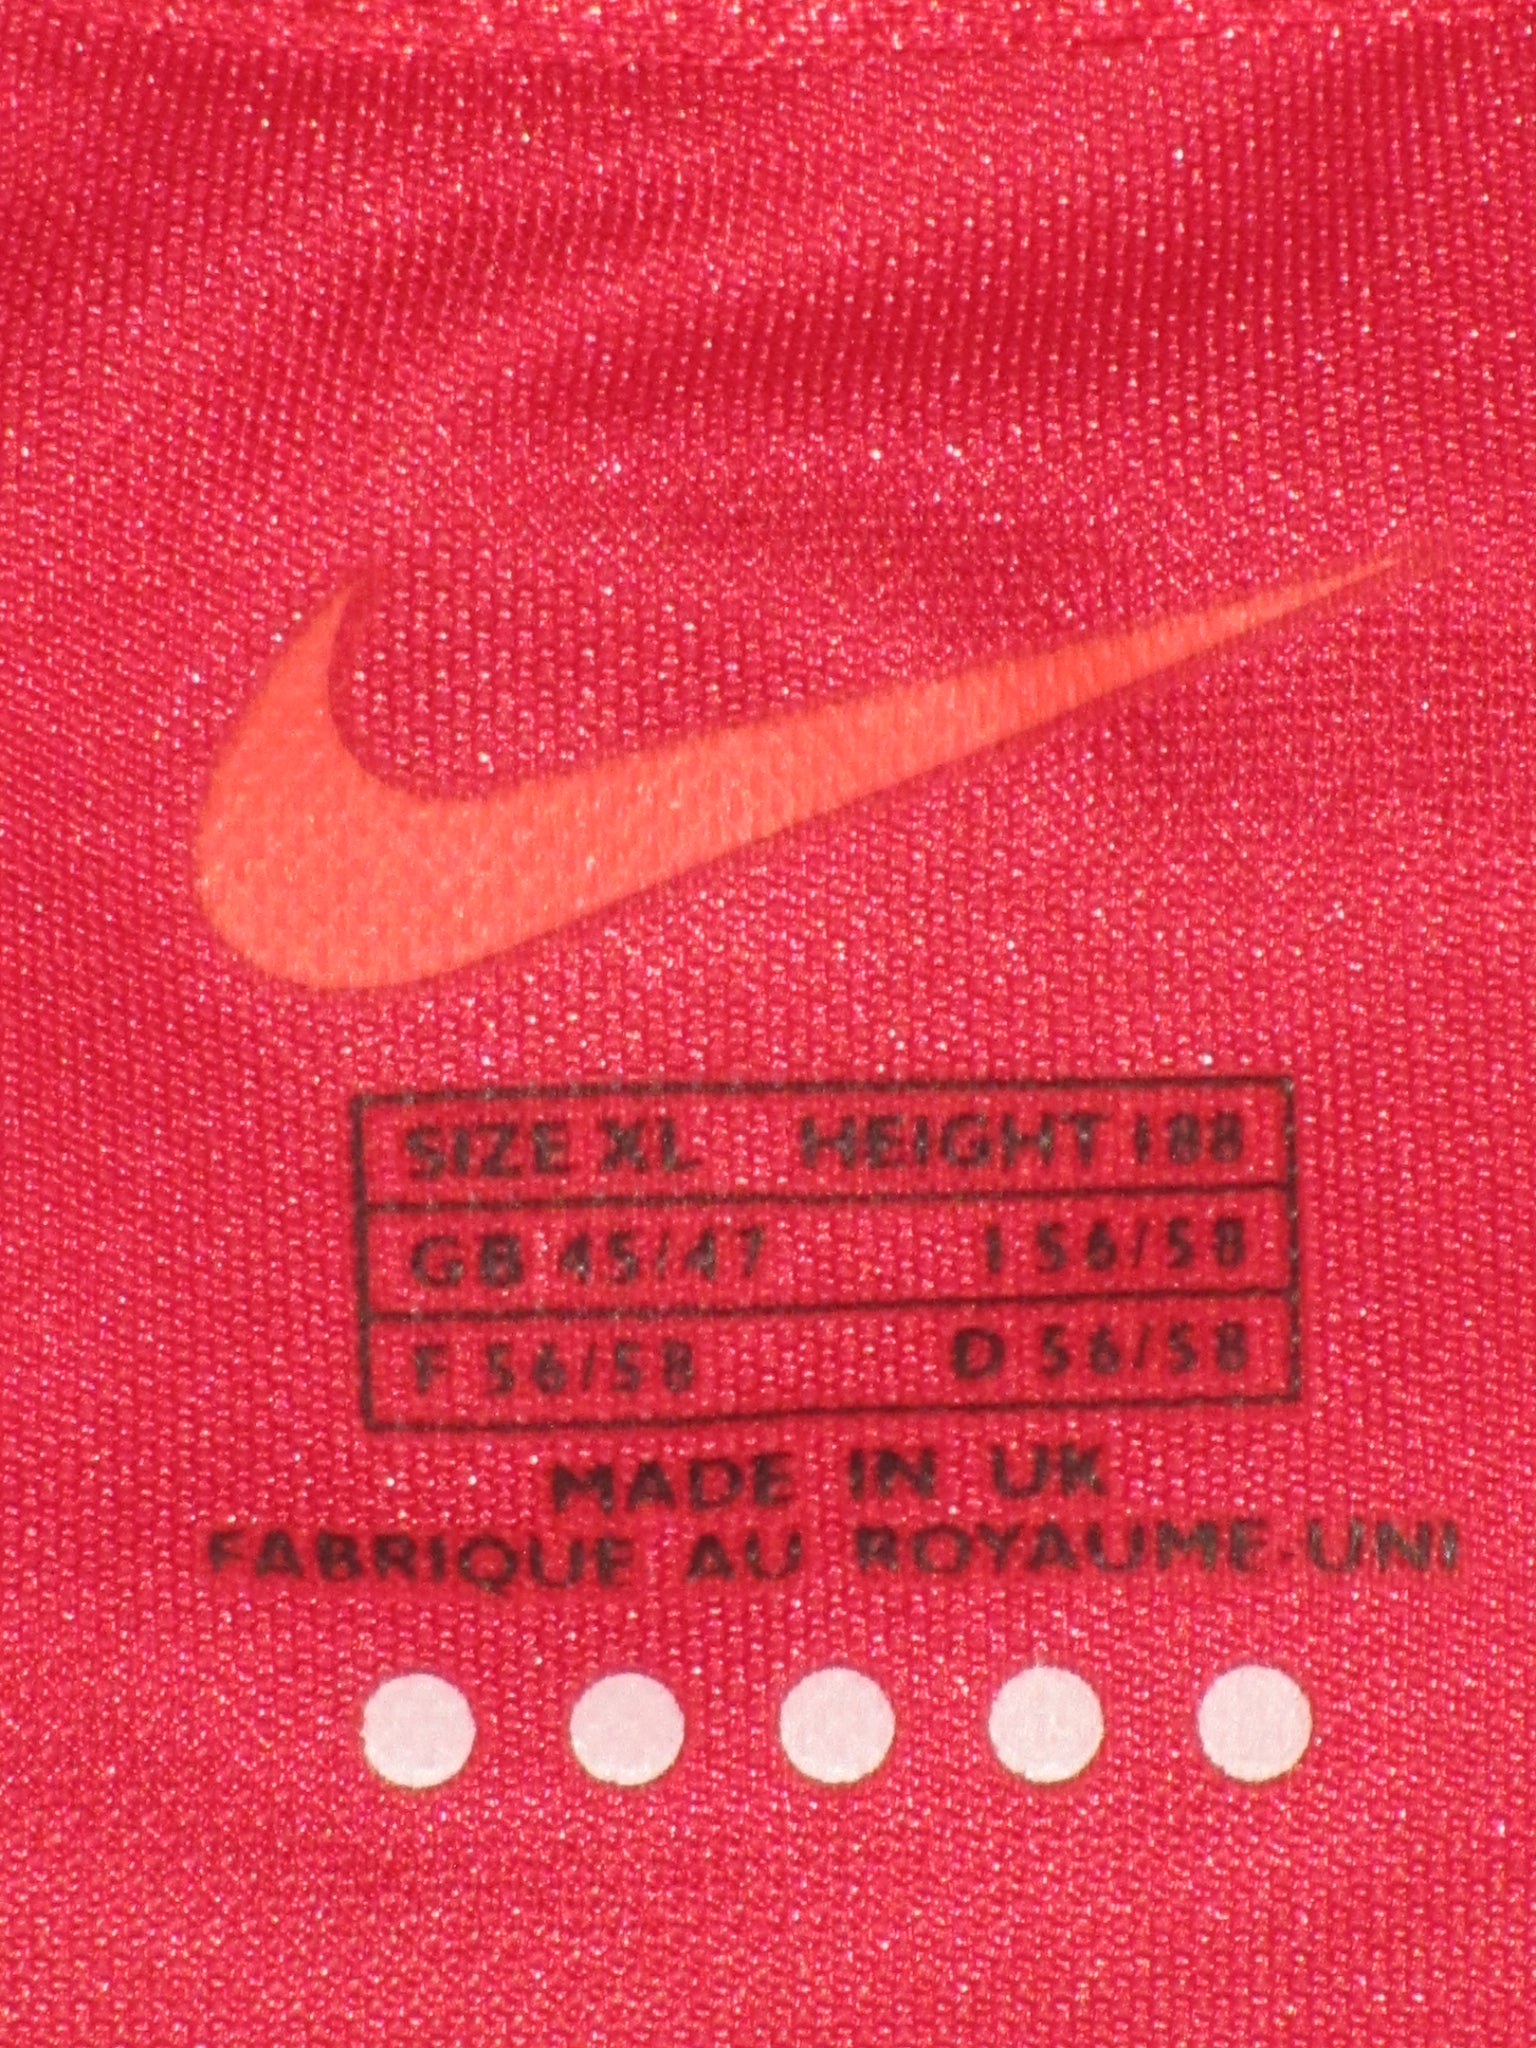 SIZE XL HEIGHT 188
GB 45/47 I 56/58
F 56/58 D 56/58
MADE IN UK
FABRIQUE AU ROYAUME-UNI